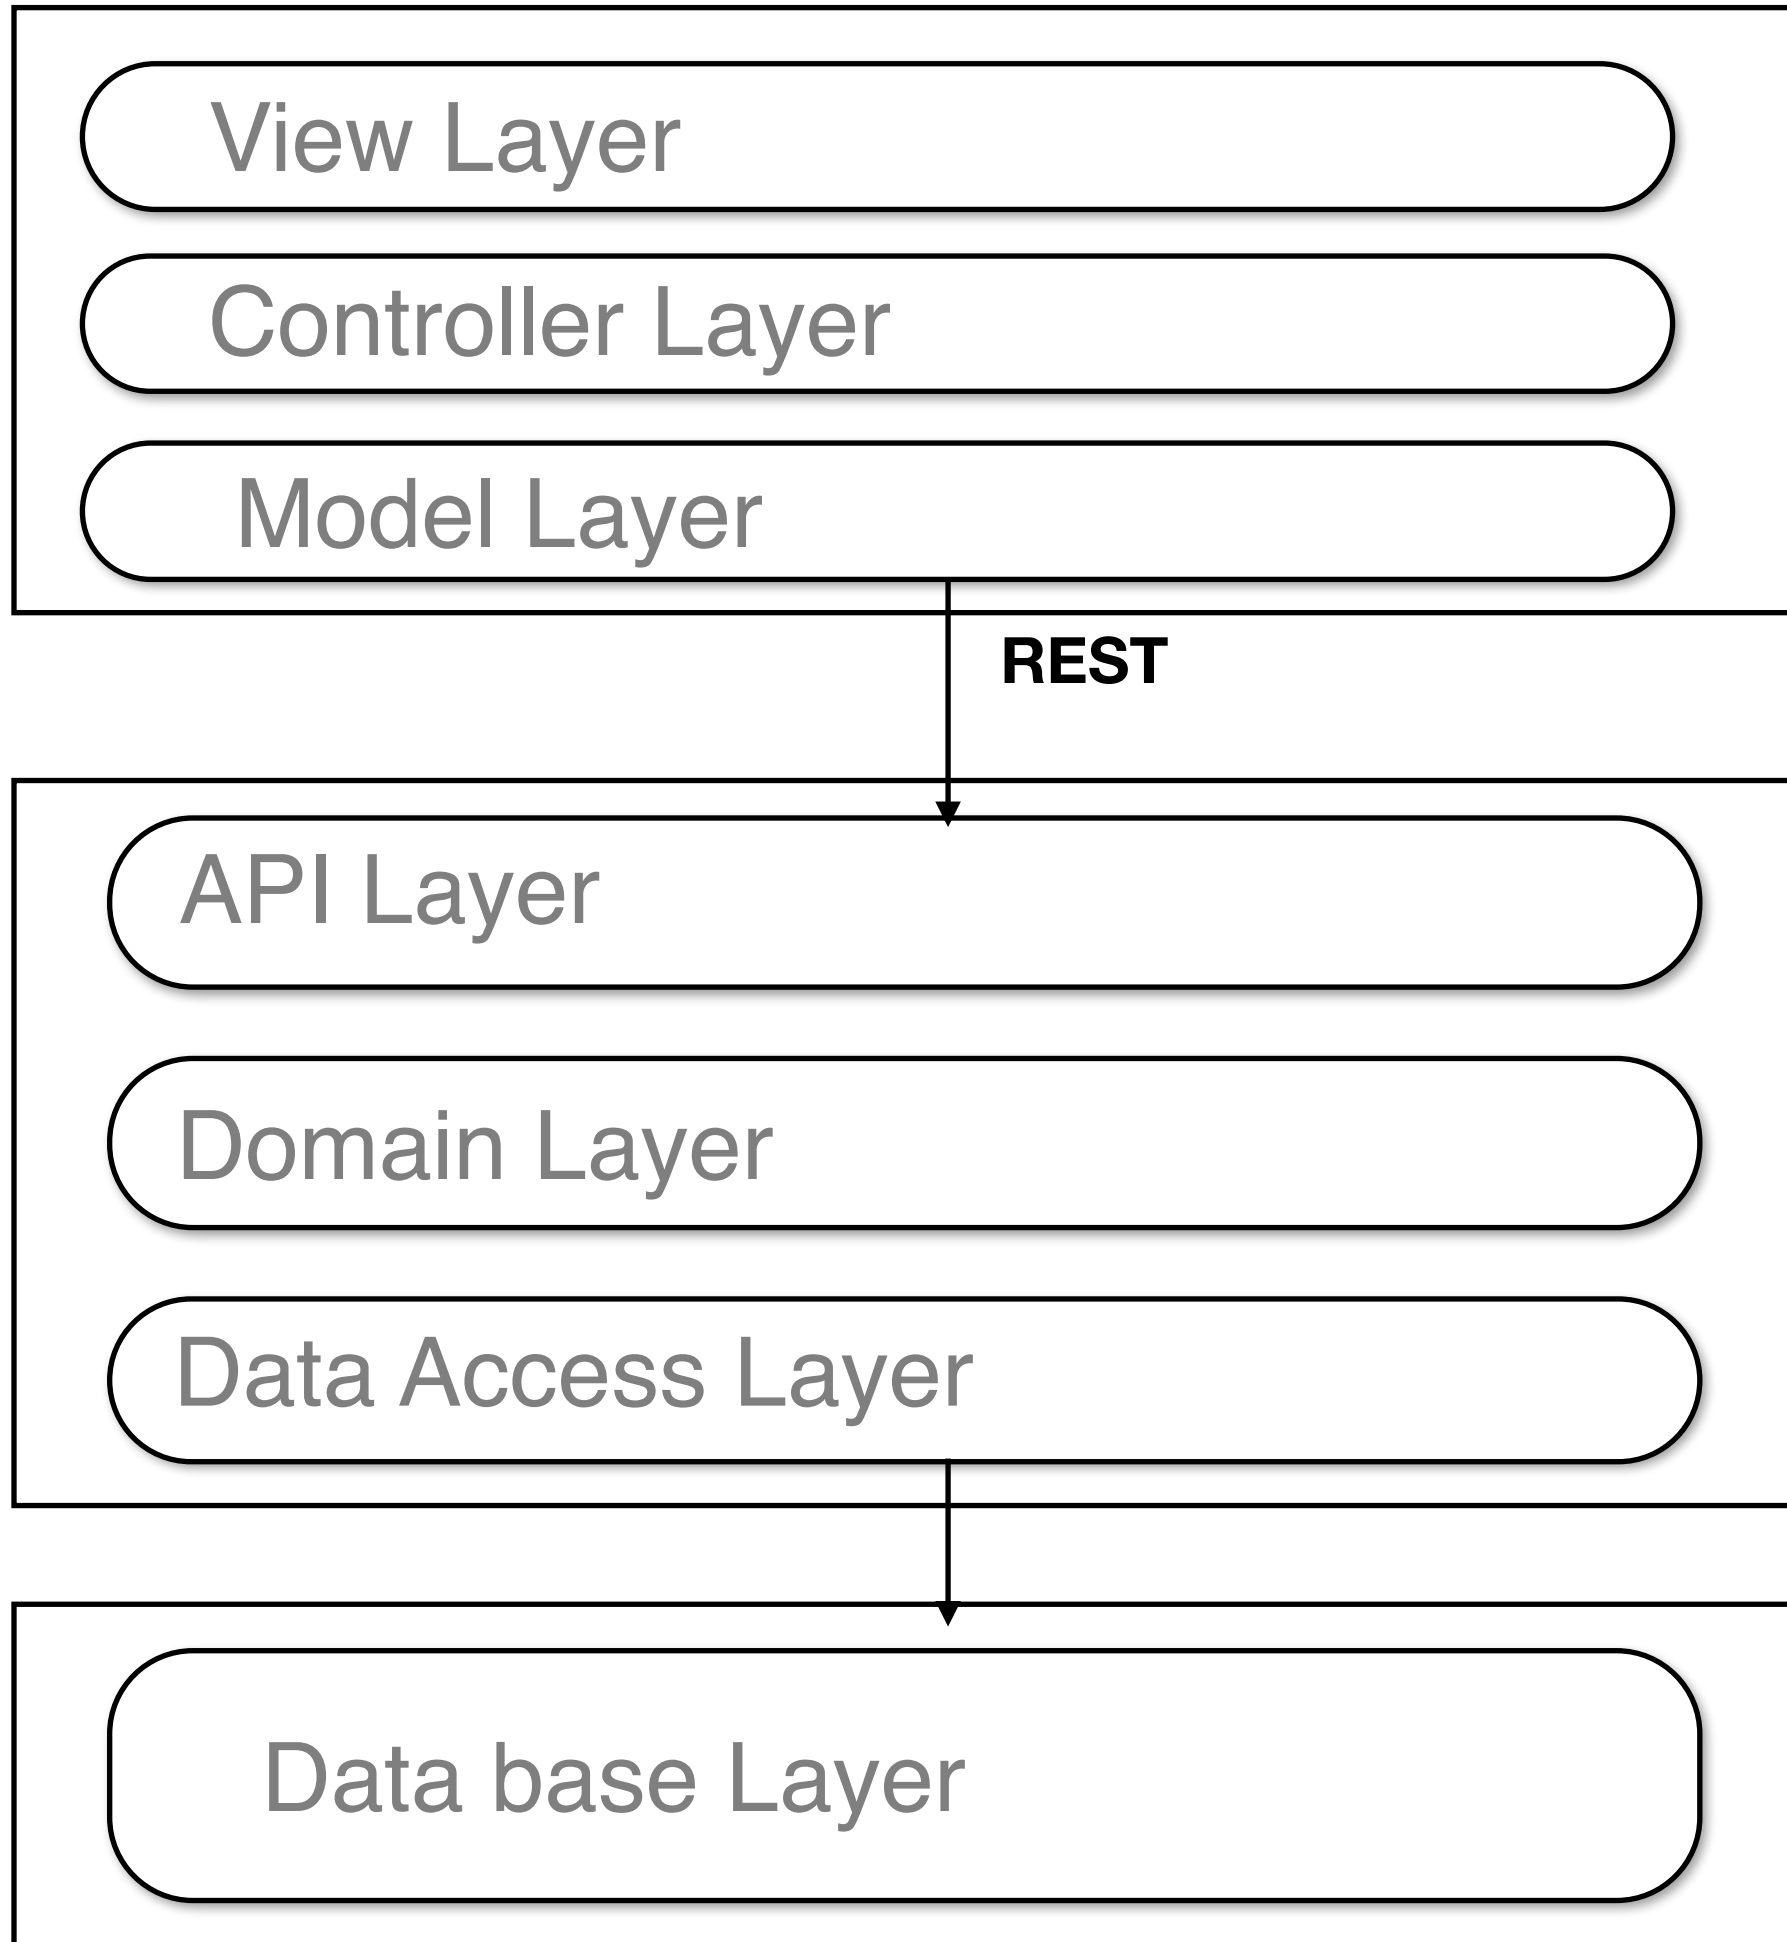 View Layer
Controller Layer
Model Layer
REST
API Layer
Domain Layer
Data Access Layer
Data base Layer